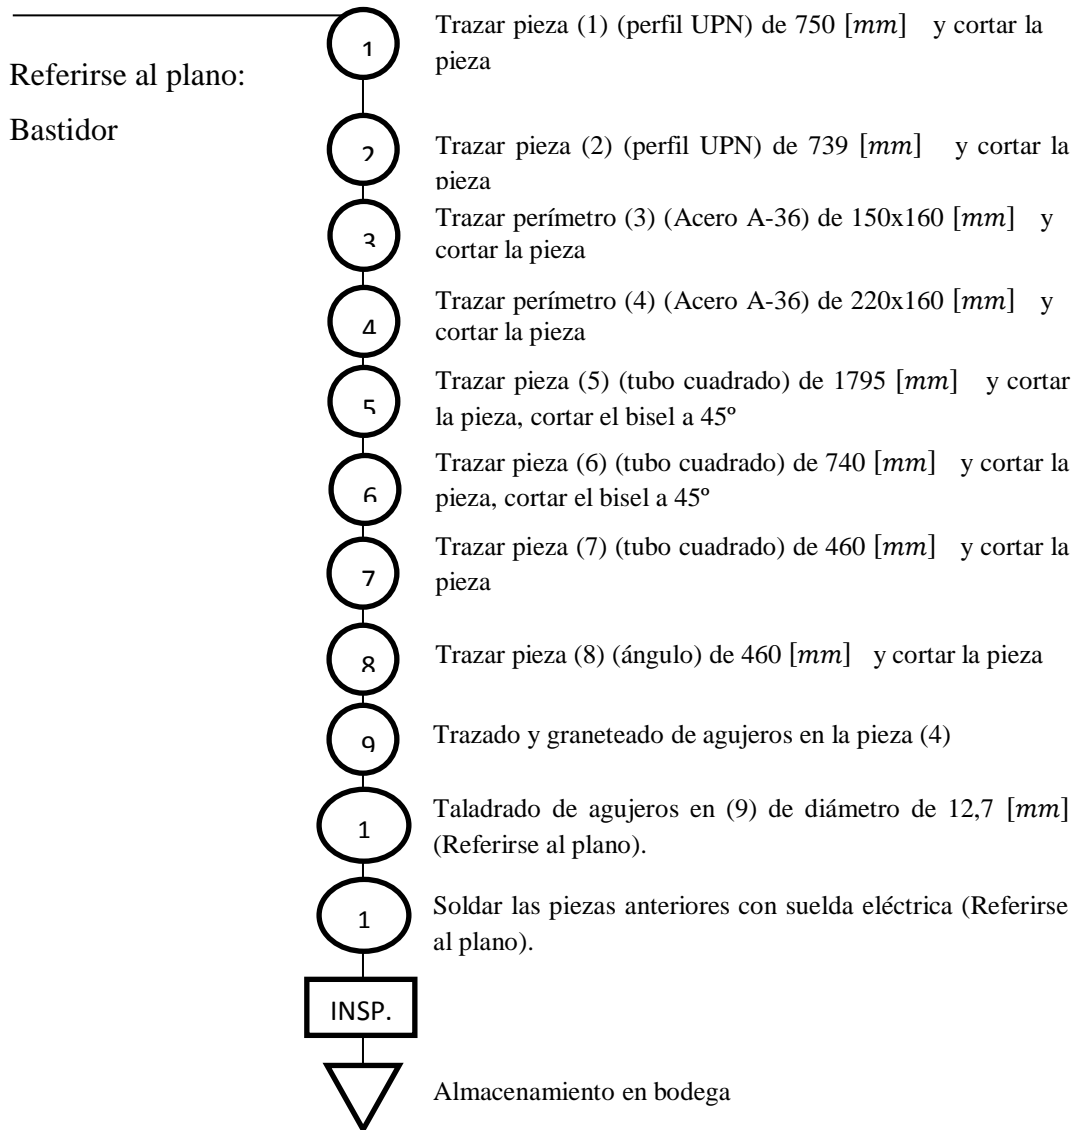 Referirse al plano:
Bastidor
1
Trazar pieza (1) (perfil UPN) de 750 [mm] y cortar la
pieza
2
Trazar pieza (2) (perfil UPN) de 739 [mm] y cortar la
pieza
3
Trazar perímetro (3) (Acero A-36) de 150x160 [mm] y
cortar la pieza
4
Trazar perímetro (4) (Acero A-36) de 220x160 [mm] y
cortar la pieza
5
Trazar pieza (5) (tubo cuadrado) de 1795 [mm] y cortar
la pieza, cortar el bisel a 45º
6
Trazar pieza (6) (tubo cuadrado) de 740 [mm] y cortar la
pieza, cortar el bisel a 45º
7
Trazar pieza (7) (tubo cuadrado) de 460 [mm] y cortar la
pieza
8
Trazar pieza (8) (ángulo) de 460 [mm] y cortar la pieza
9
Trazado y graneteado de agujeros en la pieza (4)
1
Taladrado de agujeros en (9) de diámetro de 12,7 [mm]
(Referirse al plano).
1
Soldar las piezas anteriores con suelda eléctrica (Referirse
al plano).
INSP.
Almacenamiento en bodega